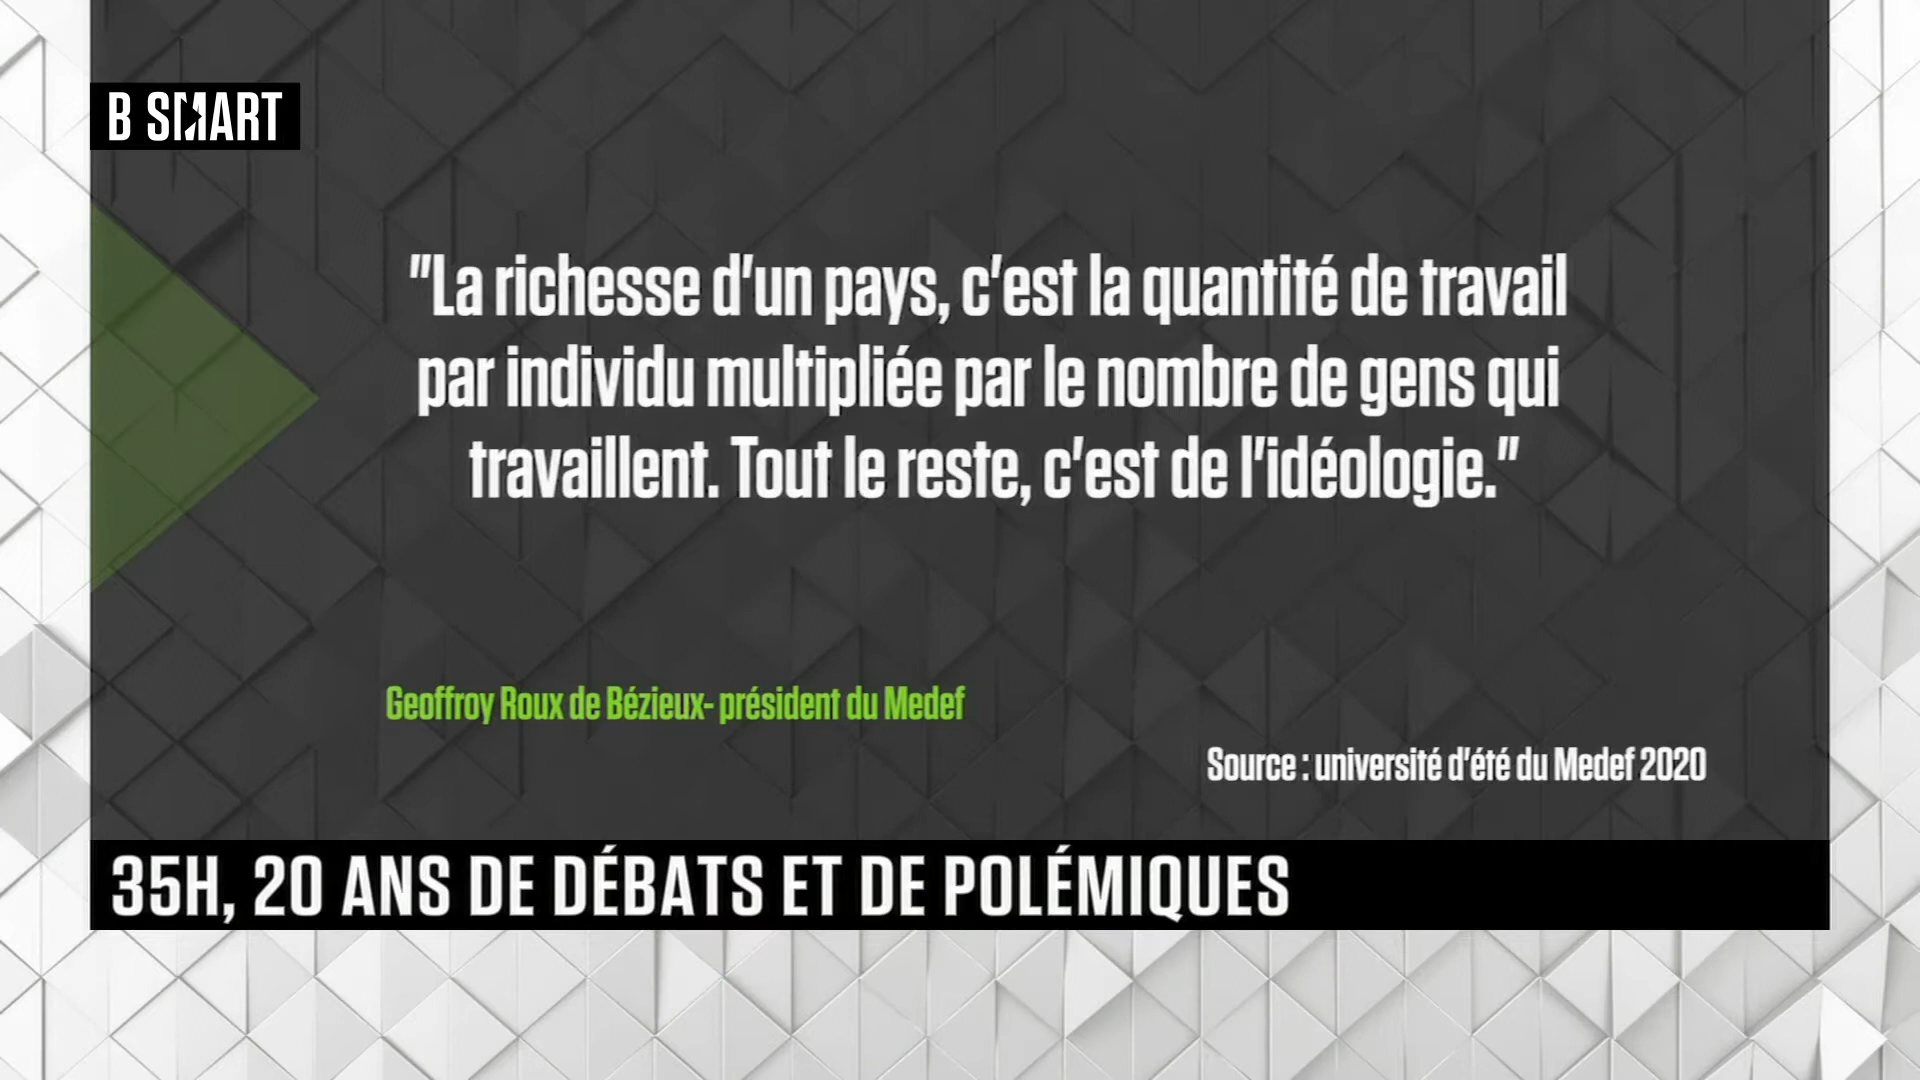 B SMART
"La richesse d'un pays, c'est la quantité de travail
par individu multipliée par le nombre de gens qui
travaillent. Tout le reste, c'est de l'idéologie."
Geoffroy Roux de Bézieux- président du Medef
Source : université d'été du Medef 2020
35H, 20 ANS DE DÉBATS ET DE POLÉMIQUES